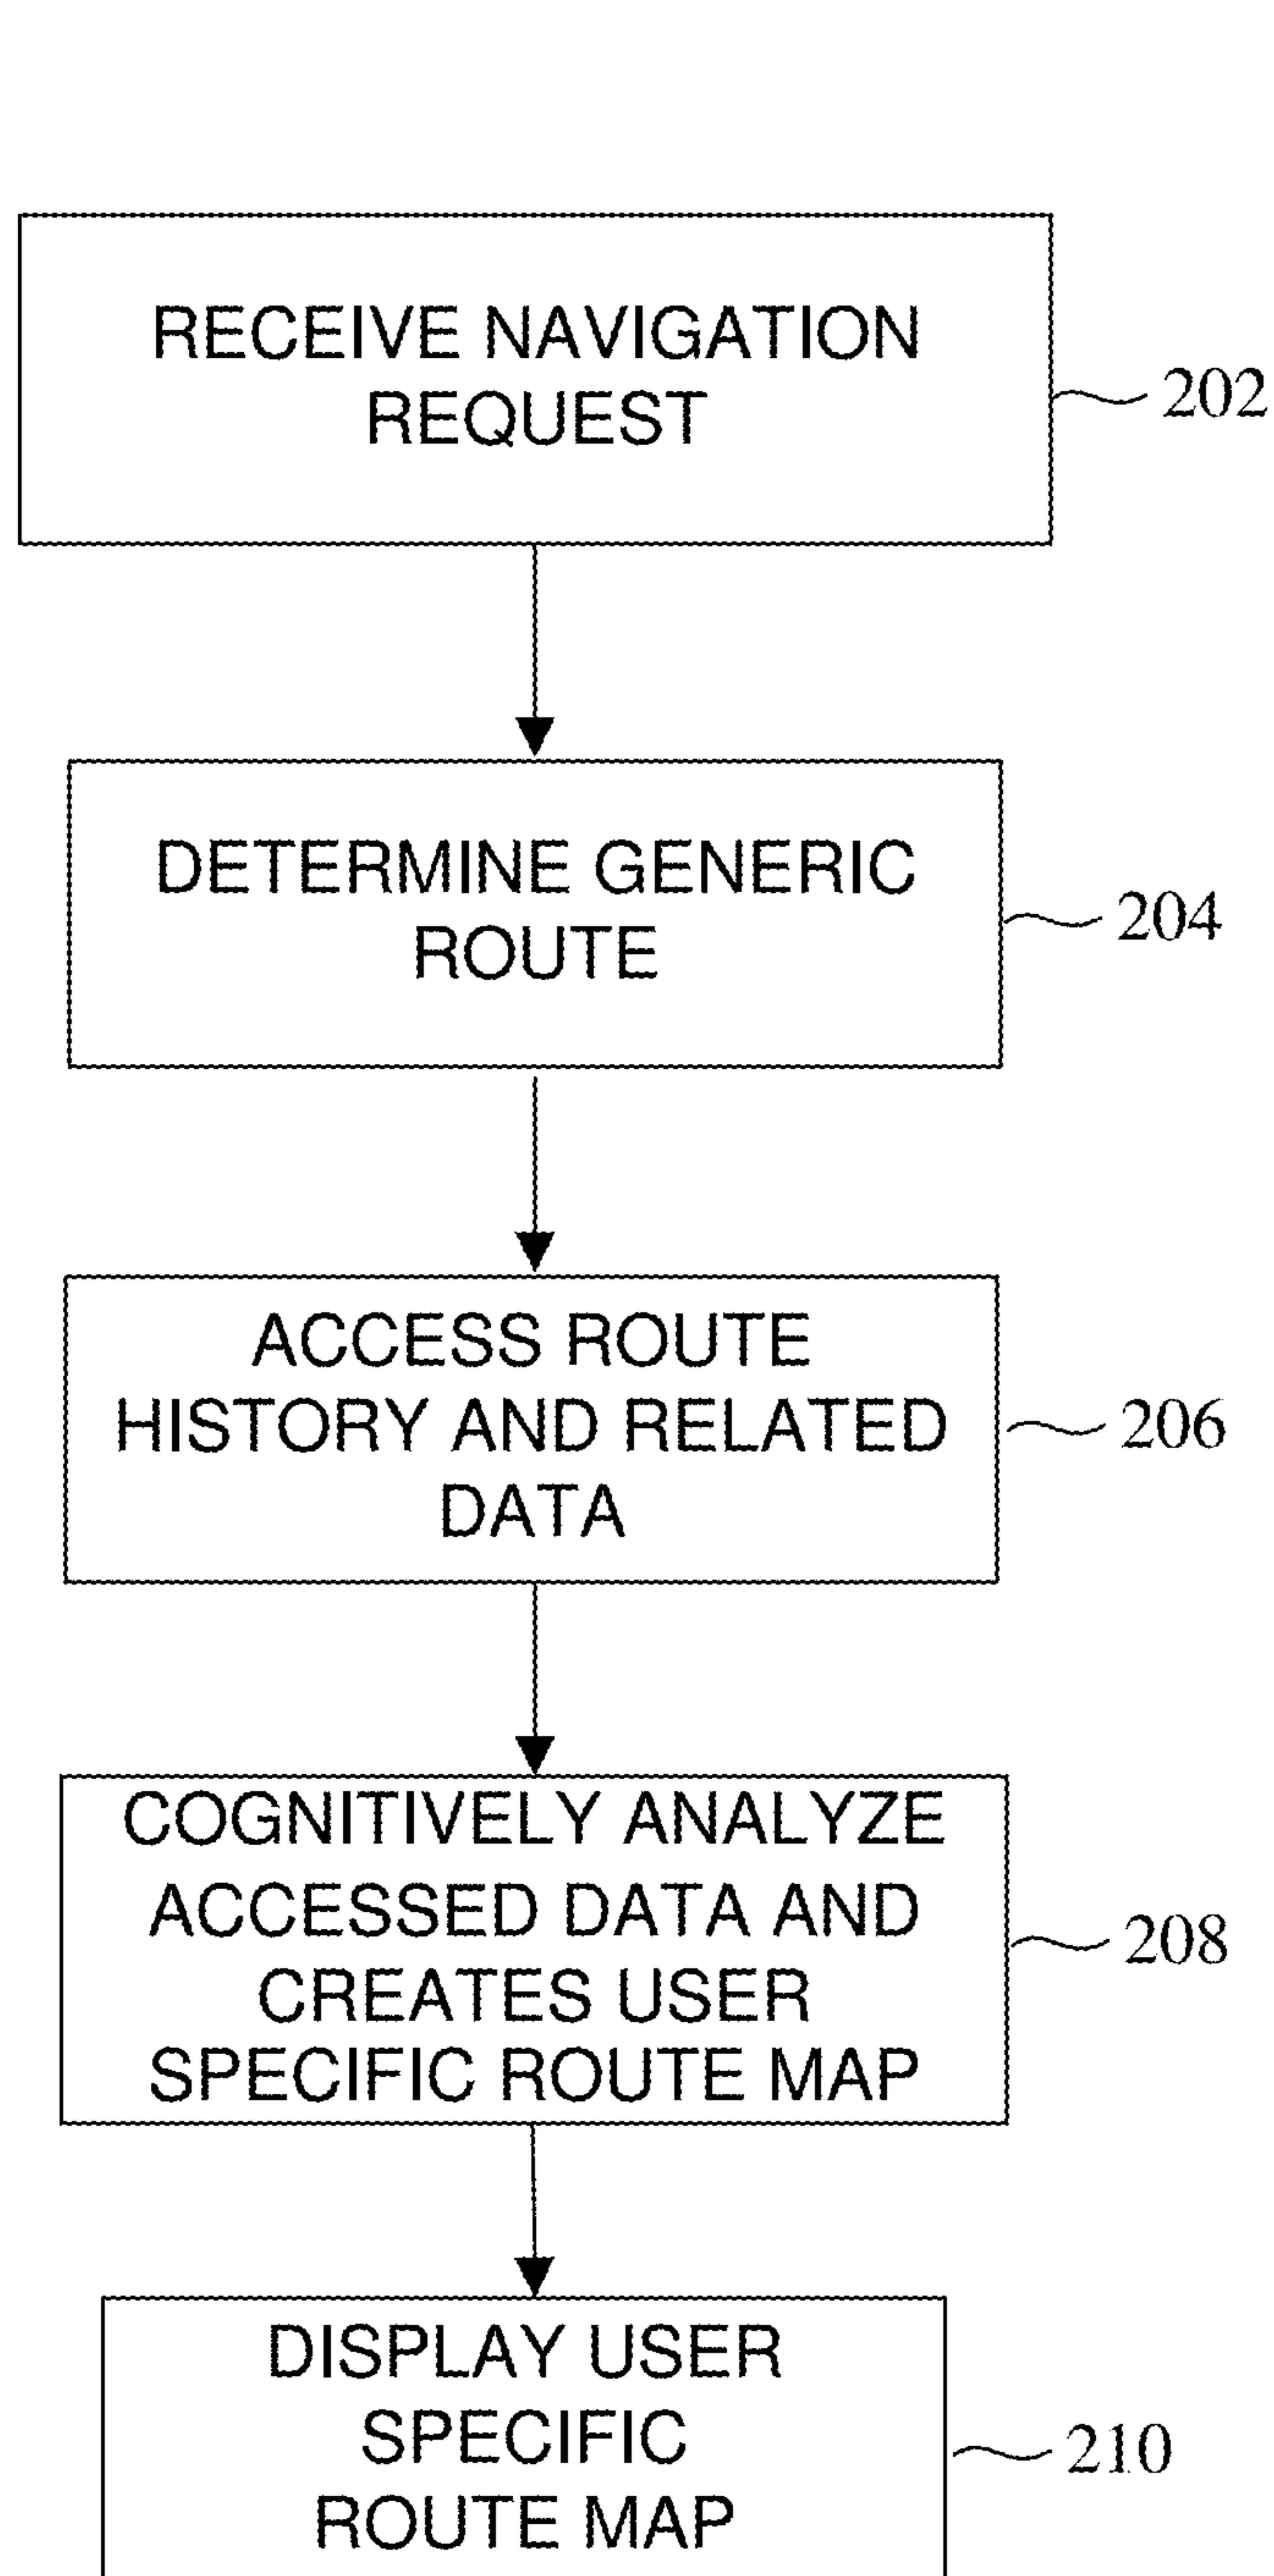 RECEIVE NAVIGATION
REQUEST
202
DETERMINE GENERIC
ROUTE
204
ACCESS ROUTE
HISTORY AND RELATED
DATA
206
COGNITIVELY ANALYZE
ACCESSED DATA AND
CREATES USER
SPECIFIC ROUTE MAP
208
DISPLAY USER
SPECIFIC
ROUTE MAP
210